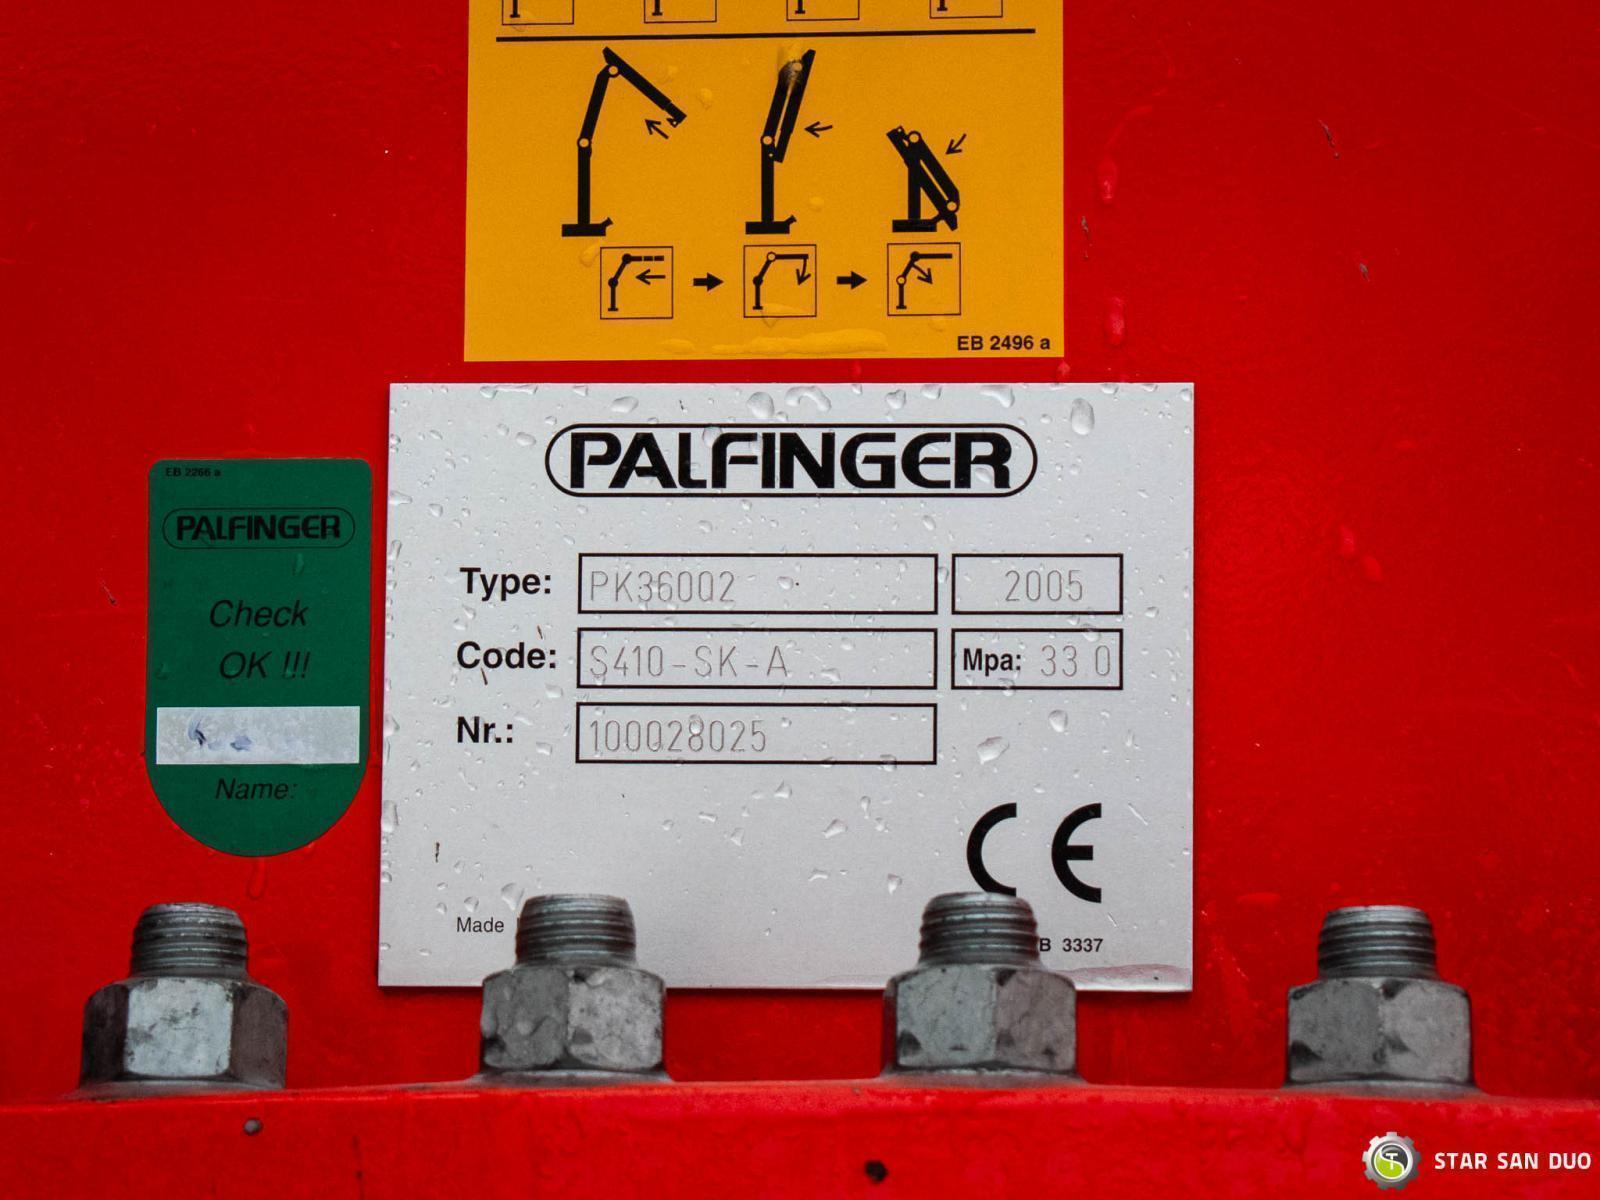 EB 2496 a
PALFINGER
Type: PK36002 2005
Code: S410-SK-A Mpa: 33.0
Nr.: 100028025
CE
Made
B 3337
EB 2266 a
PALFINGER
Check
OK !!!
Name:
STAR SAN DUO